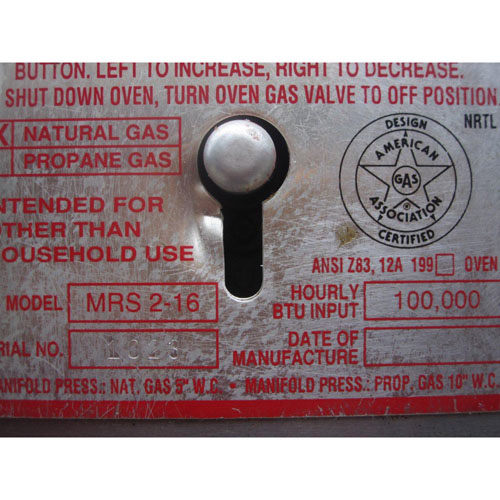 BUTTON. LEFT TO INCREASE, RIGHT TO DECREASE.
SHUT DOWN OVEN, TURN OVEN GAS VALVE TO OFF POSITION
X NATURAL GAS
PROPANE GAS
NTENDED FOR
OTHER THAN
HOUSEHOLD USE
NRTL
DESIGN
AMERICAN
GAS
®
ASSOCIATION
CERTIFIED
ANSI Z83, 12A 199 OVEN
MODEL MRS 2-16
HOURLY
BTU INPUT 100,000
RIAL NO.
DATE OF
MANUFACTURE
ANIFOLD PRESS.: NAT. GAS 5" W.C. • MANIFOLD PRESS.: PROP. GAS 10" W.C.